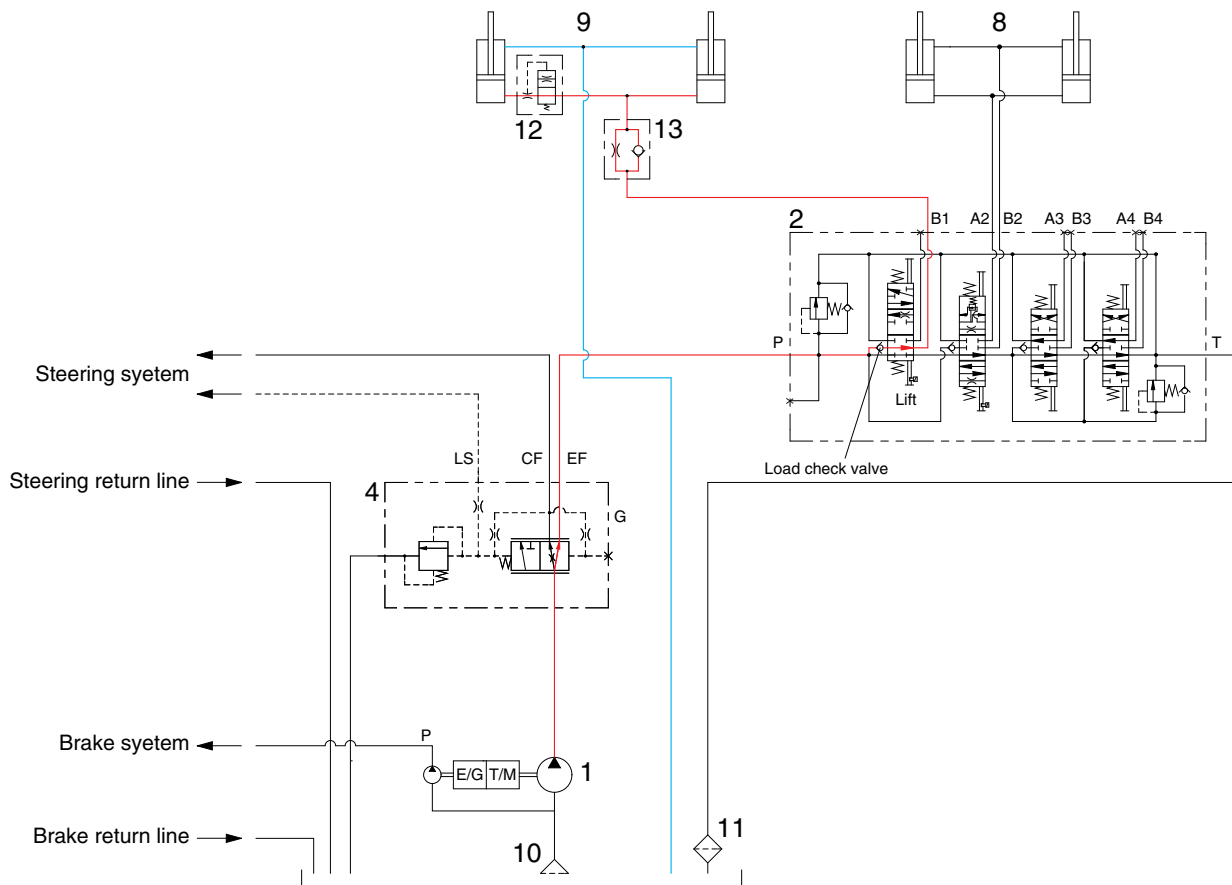 9
8
12
13
2
B1
A2
B2
A3
B3
A4
B4
P
T
Steering syetem
Lift
Load check valve
LS
CF
EF
Steering return line
4
G
Brake syetem
P
E/G
T/M
1
Brake return line
10
11